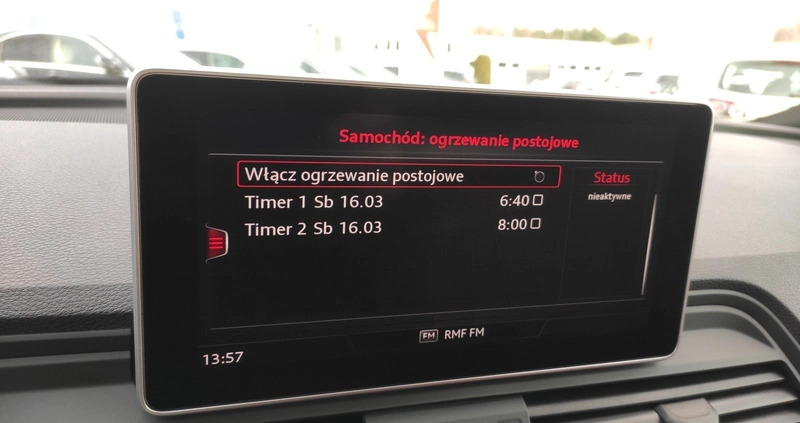 Samochód: ogrzewanie postojowe
Włącz ogrzewanie postojowe
Status
nieaktywne
Timer 1 Sb 16.03 6:40
Timer 2 Sb 16.03 8:00
FM RMF FM
13:57